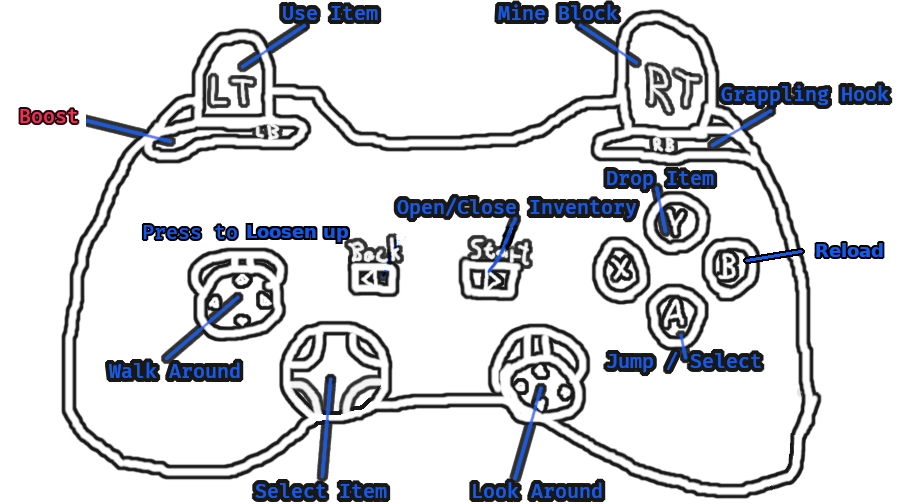 Use Item
Mine Block
LT
RT
Grappling Hook
Boost
LB
RB
Drop Item
Open/Close Inventory
Y
Press to Loosen up
Back
Start
X
B
Reload
<
>
A
Walk Around
Jump / Select
Select Item
Look Around